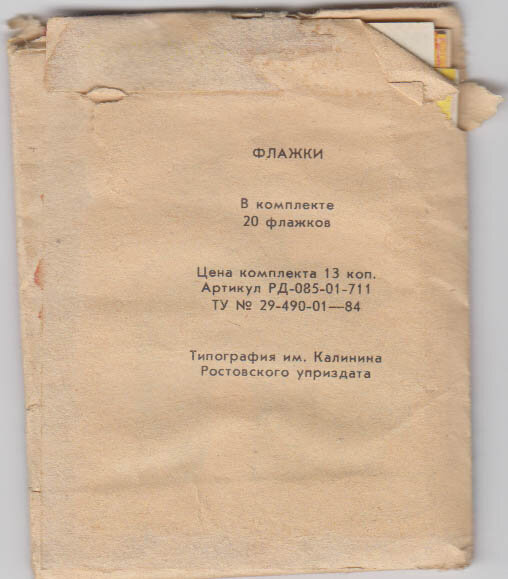 ФЛАЖКИ
В комплекте
20 флажков
Цена комплекта 13 коп.
Артикул РД-085-01-711
ТУ № 29-490-01—84
Типография им. Калинина
Ростовского уприздата